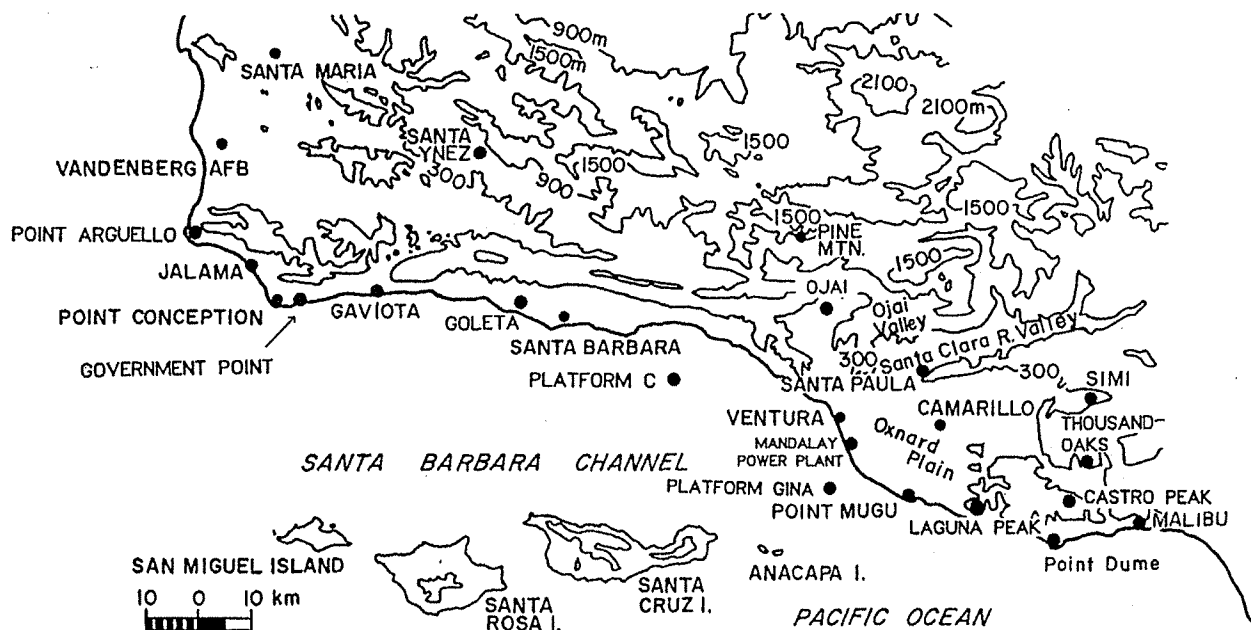 900m
1500m
SANTA MARIA
2100
2100m
SANTA
YNEZ
1500
1500
VANDENBERG AFB
300
900
1500
POINT ARGUELLO
1500
PINE
MTN.
JALAMA
1500
OJAI
Ojai
Valley
POINT CONCEPTION
GAVIOTA
GOLETA
SANTA BARBARA
GOVERNMENT POINT
300
Santa Clara R. Valley
PLATFORM C
SANTA PAULA
300
SIMI
VENTURA
CAMARILLO
THOUSAND-
OAKS
Oxnard
Plain
MANDALAY
POWER PLANT
SANTA BARBARA CHANNEL
PLATFORM GINA
POINT MUGU
CASTRO PEAK
LAGUNA PEAK
MALIBU
Point Dume
SAN MIGUEL ISLAND
SANTA
ROSA I.
SANTA
CRUZ I.
ANACAPA I.
10 0 10 km
PACIFIC OCEAN